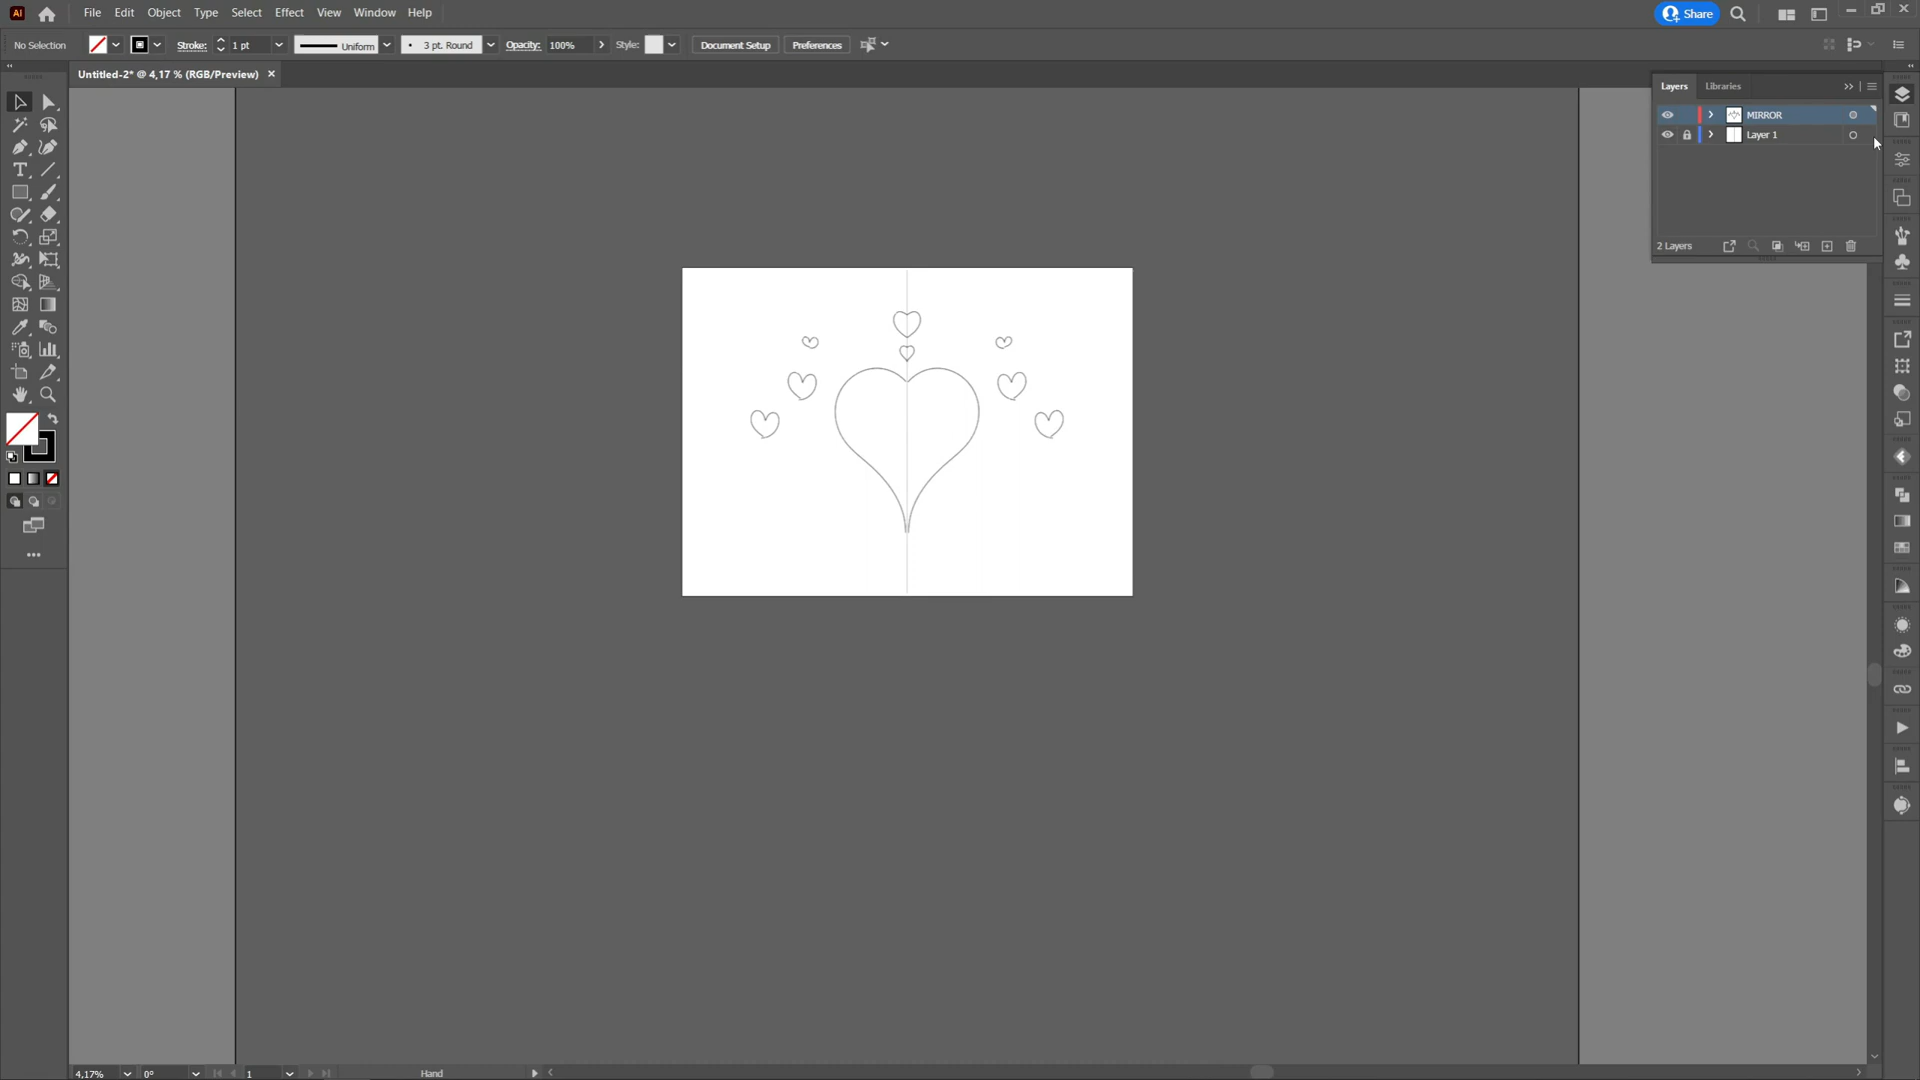 Ai File Edit Object Type Select Effect View Window Help Share
No Selection Stroke: 1 pt Uniform 3 pt. Round Opacity: 100% Style: Document Setup Preferences
Untitled-2* @ 4,17 % (RGB/Preview)
Layers Libraries
MIRROR
Layer 1
2 Layers
4,17% 0° 1 Hand